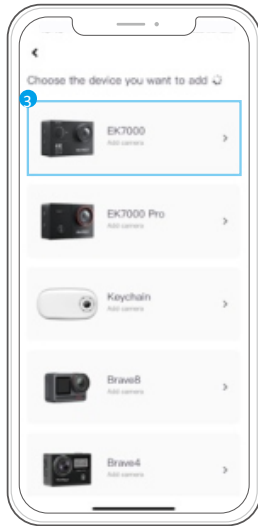 Choose the device you want to add
3
EK7000
Add camera
EK7000 Pro
Add camera
Keychain
Add camera
Brave8
Add camera
Brave4
Add camera